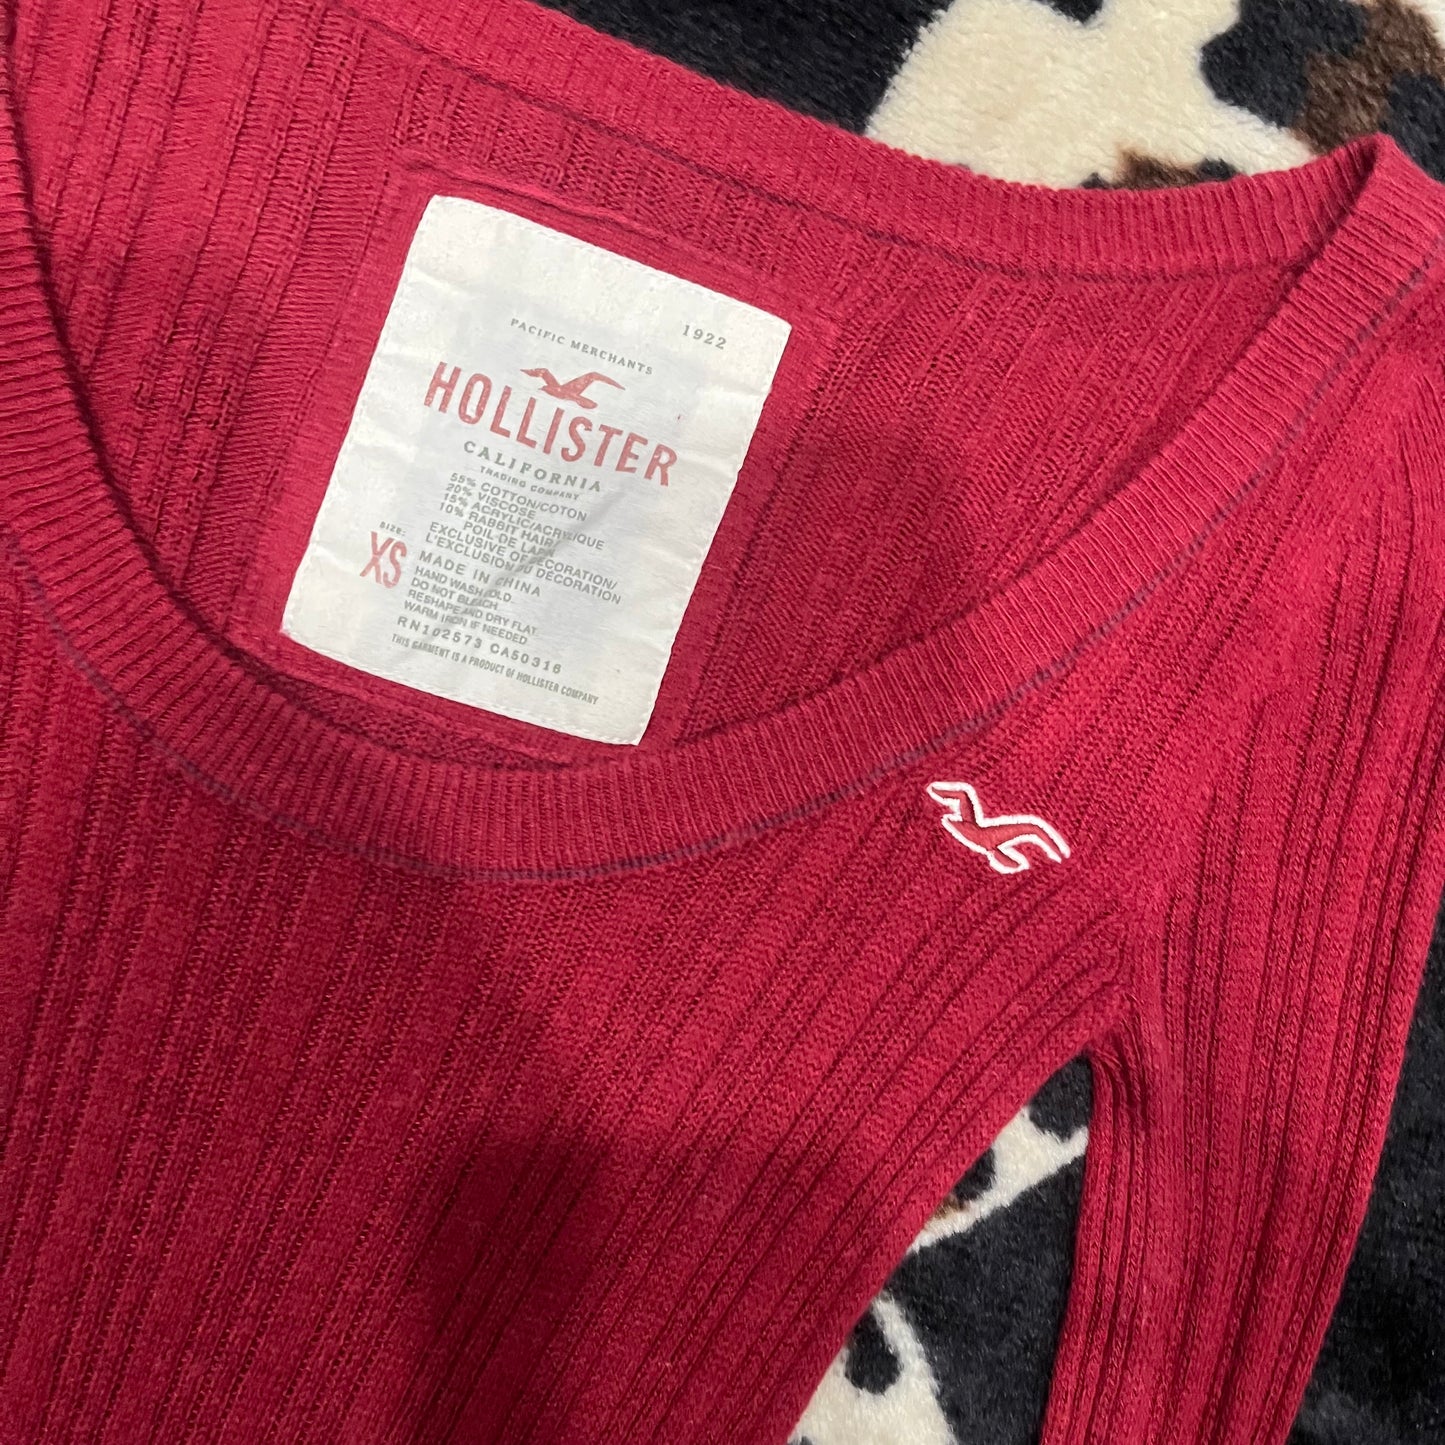 1922
PACIFIC MERCHANTS
HOLLISTER
CALIFORNIA
TRADING COMPANY
55% COTTON/COTON
20% VISCOSE
15% ACRYLIC/ACRYLIQUE
10% RABBIT HAIR/
POIL DE LAPIN
EXCLUSIVE OF DECORATION/
L'EXCLUSION DU DÉCORATION
SIZE:
XS
MADE IN CHINA
HAND WASH COLD
DO NOT BLEACH
RESHAPE AND DRY FLAT
WARM IRON IF NEEDED
RN102573 CA50316
THIS GARMENT IS A PRODUCT OF HOLLISTER COMPANY